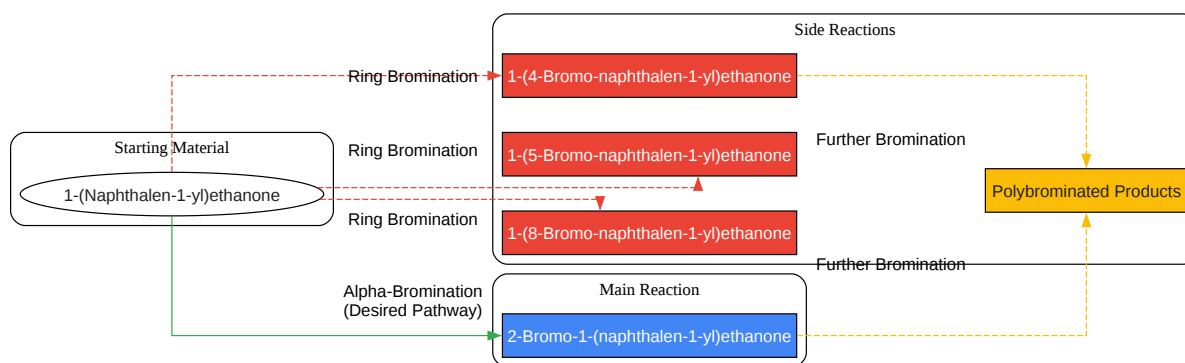 Side Reactions
Ring Bromination
1-(4-Bromo-naphthalen-1-yl)ethanone
Starting Material
Ring Bromination
1-(5-Bromo-naphthalen-1-yl)ethanone
Further Bromination
1-(Naphthalen-1-yl)ethanone
Polybrominated Products
Ring Bromination
1-(8-Bromo-naphthalen-1-yl)ethanone
Further Bromination
Alpha-Bromination
(Desired Pathway)
Main Reaction
2-Bromo-1-(naphthalen-1-yl)ethanone